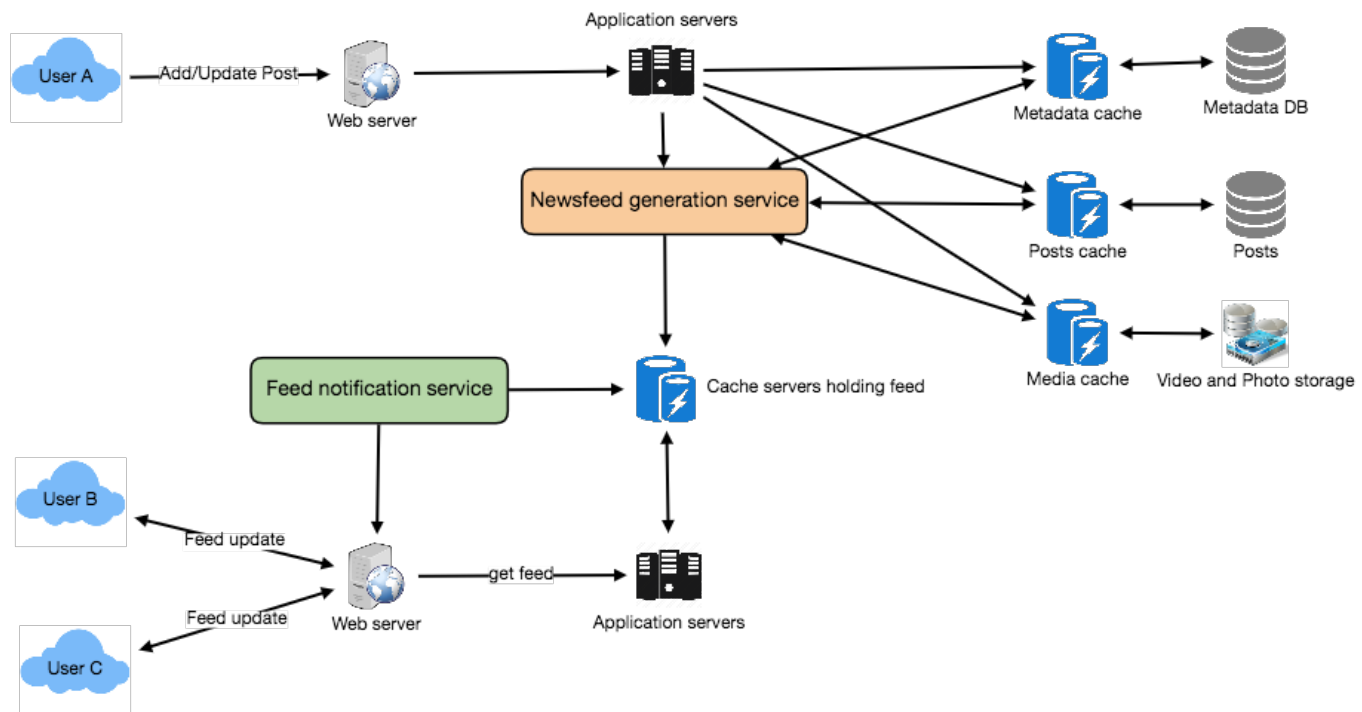 Application servers
User A
Add/Update Post
Web server
Metadata cache
Metadata DB
Newsfeed generation service
Posts cache
Posts
Media cache
Video and Photo storage
Feed notification service
Cache servers holding feed
User B
Feed update
get feed
Feed update
Web server
Application servers
User C